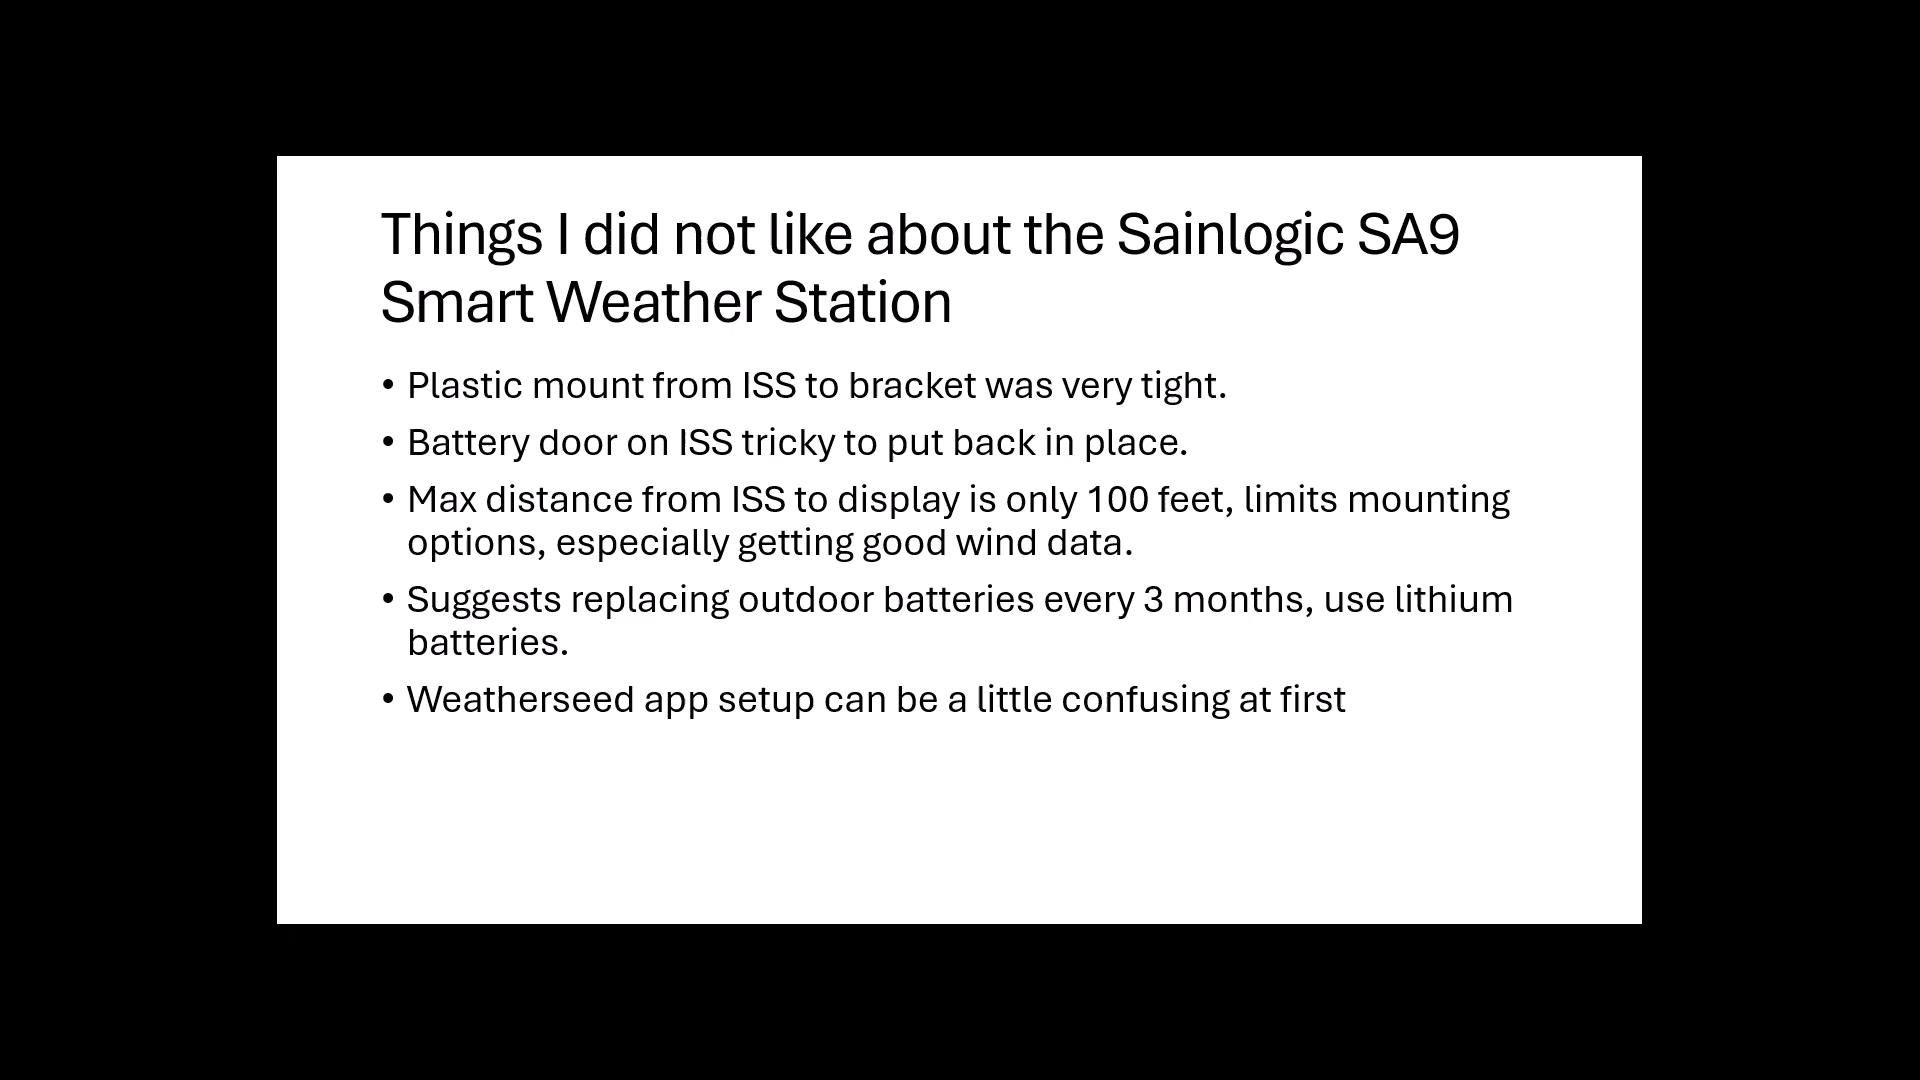 Things I did not like about the Sainlogic SA9
Smart Weather Station
• Plastic mount from ISS to bracket was very tight.
• Battery door on ISS tricky to put back in place.
• Max distance from ISS to display is only 100 feet, limits mounting
options, especially getting good wind data.
• Suggests replacing outdoor batteries every 3 months, use lithium
batteries.
• Weatherseed app setup can be a little confusing at first